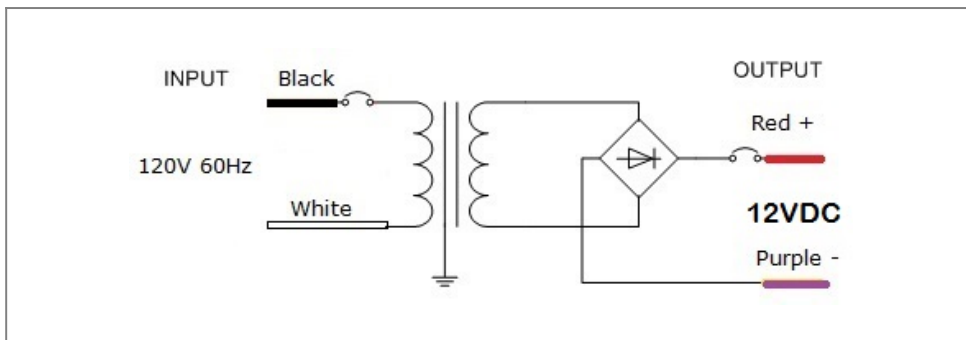 INPUT
Black
OUTPUT
Red +
120V 60Hz
White
12VDC
Purple -